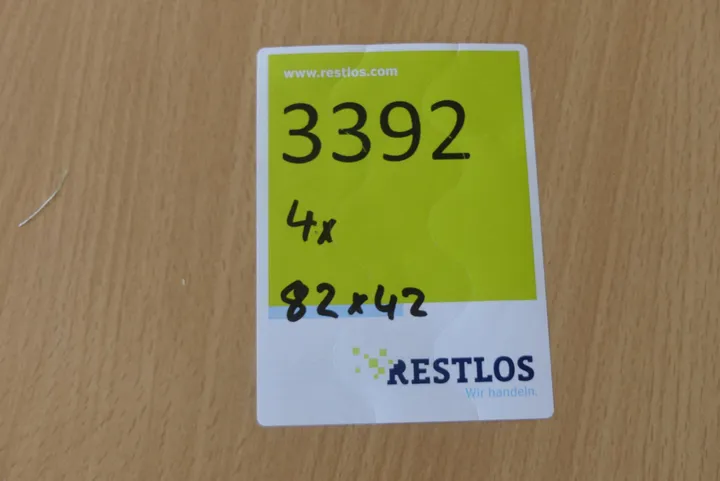 www.restlos.com
3392
4x
82x42
RESTLOS
Wir handeln.